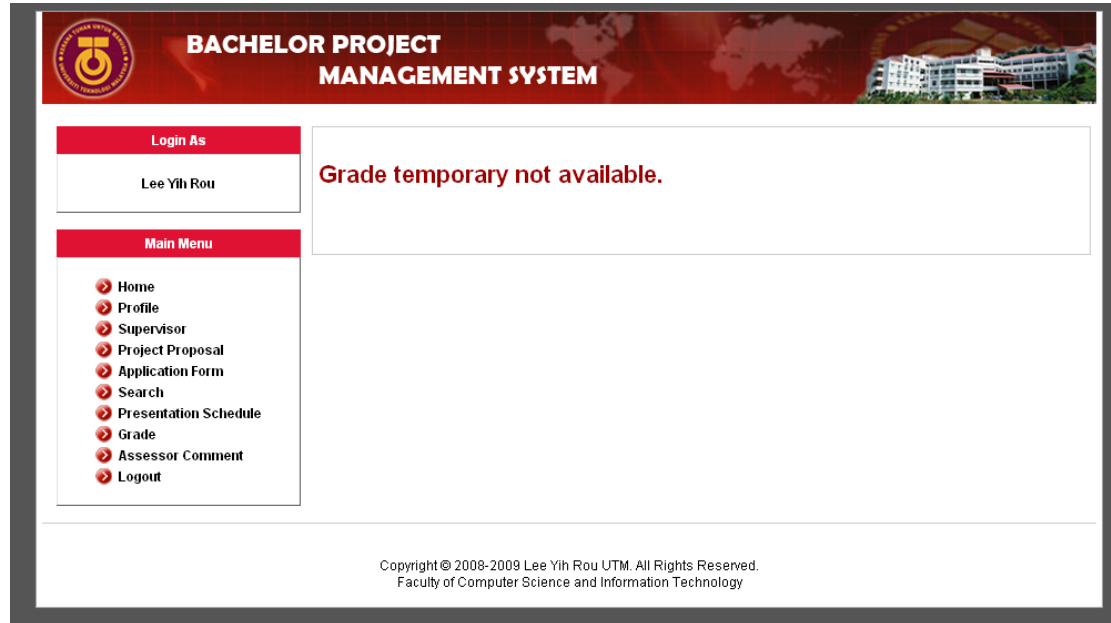 BACHELOR PROJECT
MANAGEMENT SYSTEM
Login As
Lee Yih Rou
Grade temporary not available.
Main Menu
Home
Profile
Supervisor
Project Proposal
Application Form
Search
Presentation Schedule
Grade
Assessor Comment
Logout
Copyright © 2008-2009 Lee Yih Rou UTM. All Rights Reserved.
Faculty of Computer Science and Information Technology